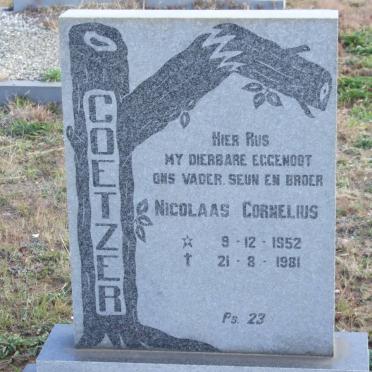 COETZER
HIER RUS
MY DIERBARE EGGENOOT
ONS VADER, SEUN EN BROER
NICOLAAS CORNELIUS
☆ 9-12-1952
† 21-8-1981
Ps. 23